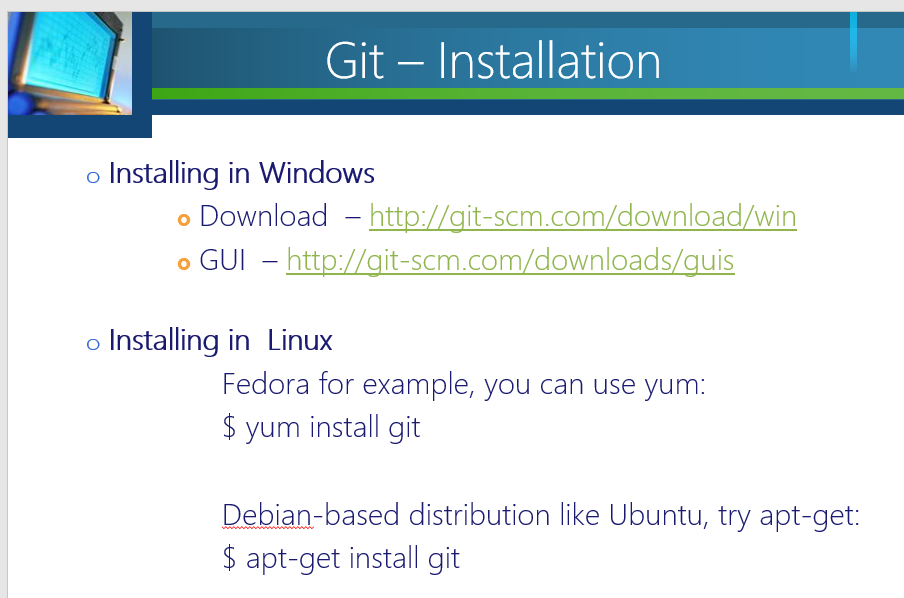 Git – Installation
Installing in Windows
Download – http://git-scm.com/download/win
GUI – http://git-scm.com/downloads/guis
Installing in Linux
Fedora for example, you can use yum:
$ yum install git
Debian-based distribution like Ubuntu, try apt-get:
$ apt-get install git